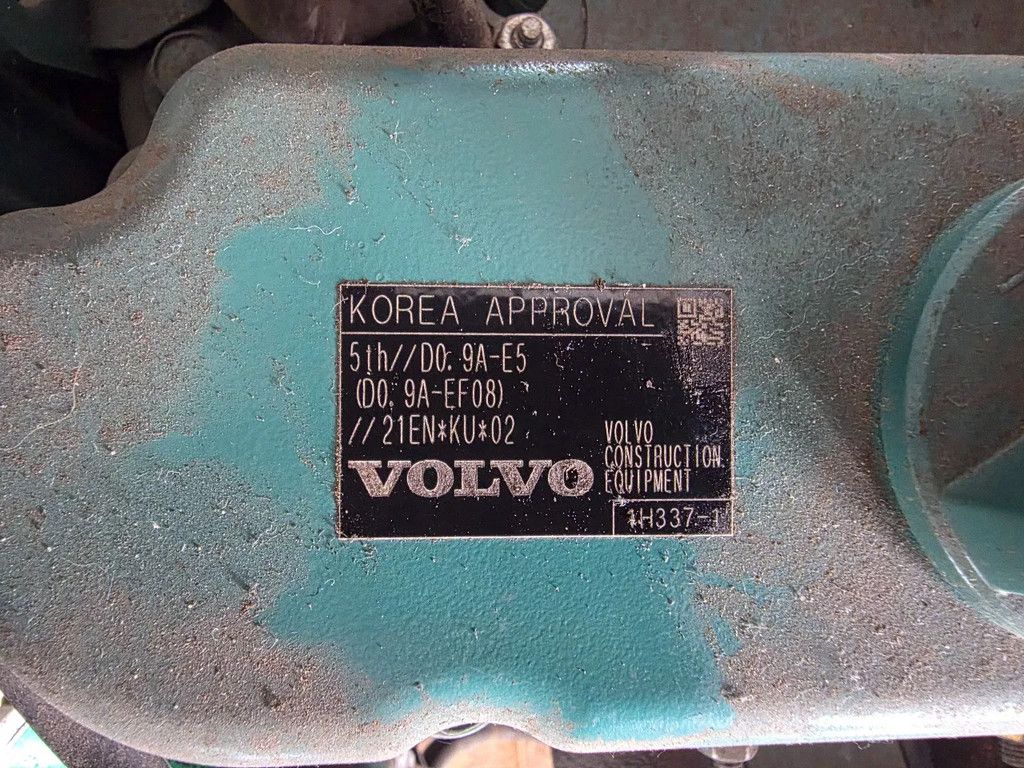 KOREA APPROVAL
5th//D0.9A-E5
(D0.9A-EF08)
//21EN*KU*02
VOLVO
VOLVO
CONSTRUCTION
EQUIPMENT
1H337-1